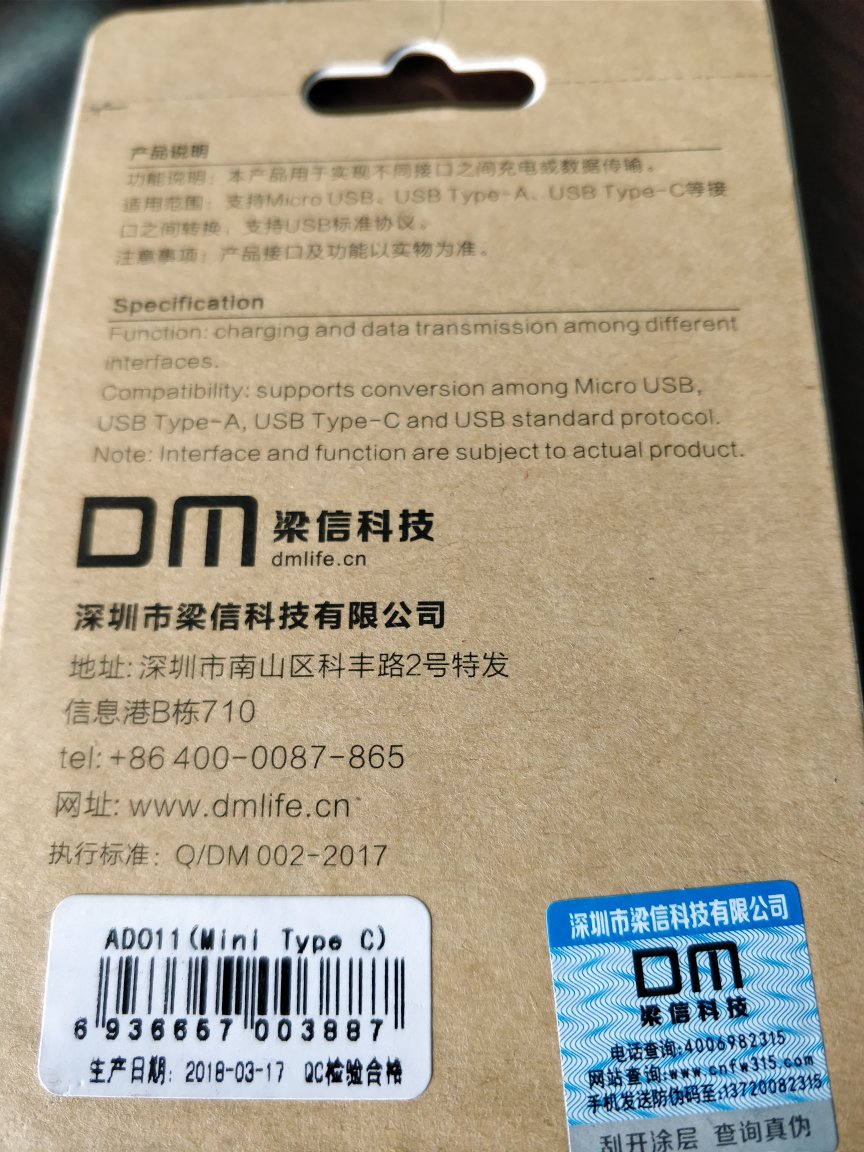 产品说明
功能说明：本产品用于实现不同接口之间充电或数据传输。
适用范围：支持Micro USB、USB Type-A、USB Type-C等接
口之间转换，支持USB标准协议。
注意事项：产品接口及功能以实物为准。
Specification
Function: charging and data transmission among different
interfaces.
Compatibility: supports conversion among Micro USB,
USB Type-A, USB Type-C and USB standard protocol.
Note: Interface and function are subject to actual product.
DM 梁信科技
dmlife.cn
深圳市梁信科技有限公司
地址: 深圳市南山区科丰路2号特发
信息港B栋710
tel: +86 400-0087-865
网址: www.dmlife.cn
执行标准：Q/DM 002-2017
AD011(Mini Type C)
6 936657 003887
生产日期: 2018-03-17 QC检验合格
深圳市梁信科技有限公司
DM
梁信科技
电话查询:4006982315
网站查询:www.cnfw315.com
手机发送防伪码至:13720082315
刮开涂层 查询真伪